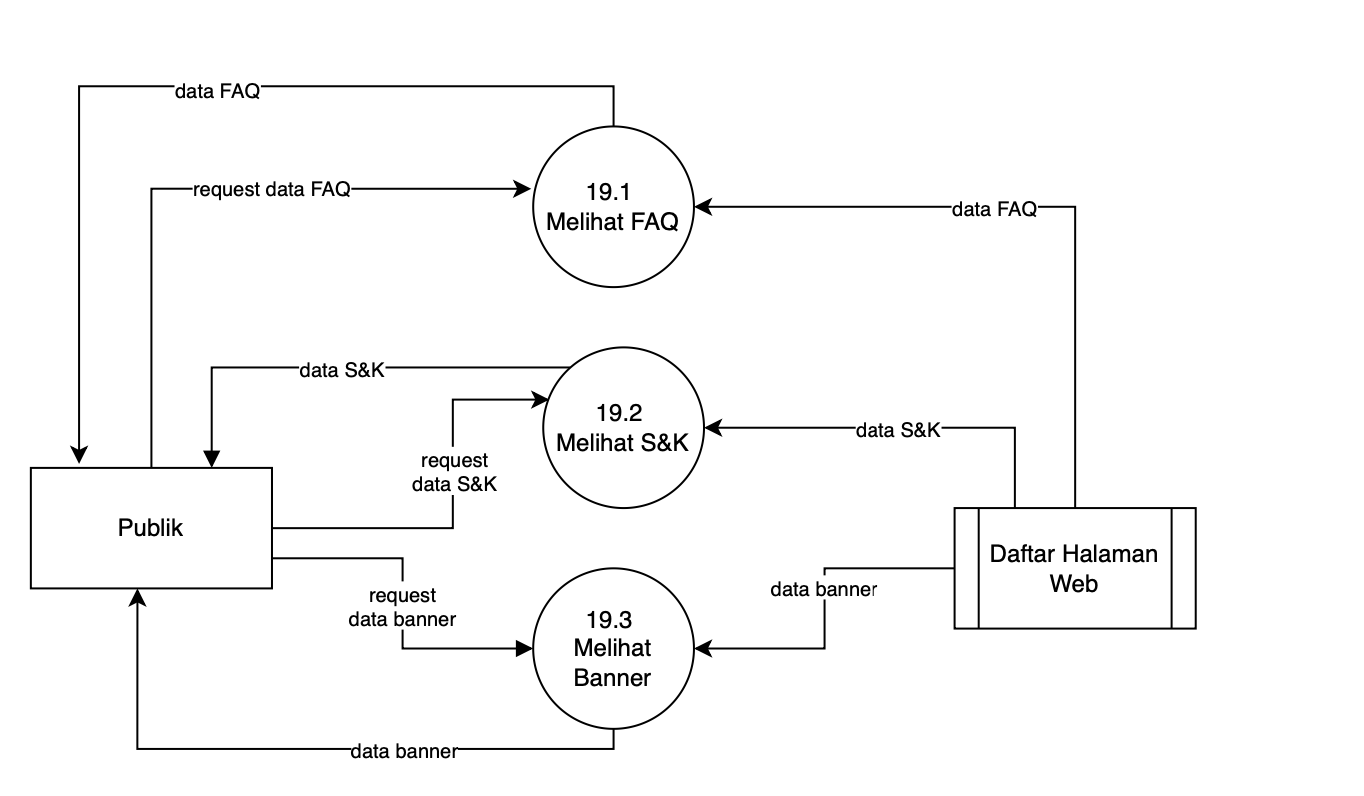 data FAQ
request data FAQ
19.1
Melihat FAQ
data FAQ
data S&K
19.2
Melihat S&K
data S&K
request
data S&K
Publik
Daftar Halaman
Web
request
data banner
19.3
Melihat
Banner
data banner
data banner